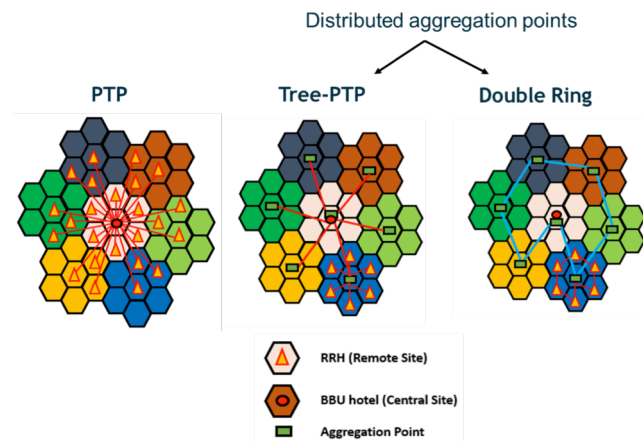 Distributed aggregation points
PTP
Tree-PTP
Double Ring
RRH (Remote Site)
BBU hotel (Central Site)
Aggregation Point